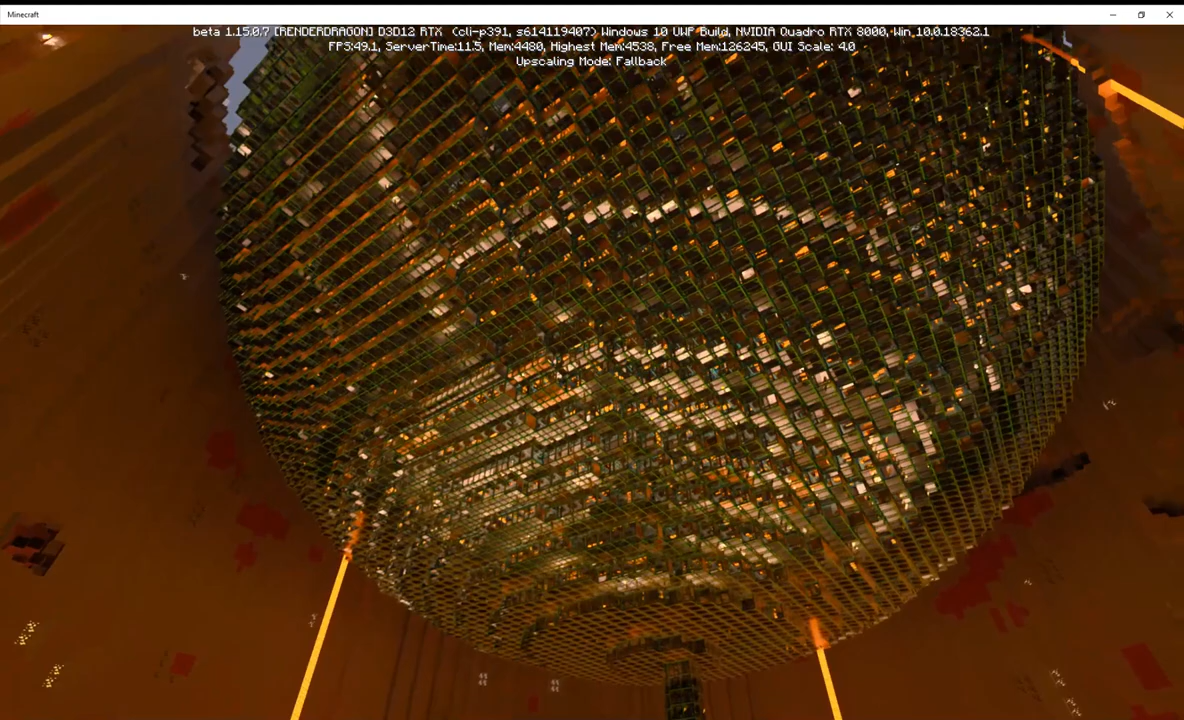 Minecraft
beta 1.15.0.7 [RENDERDRAGON] D3D12 RTX (cli-p391, s614119407) Windows 10 UWP Build, NVIDIA Quadro RTX 8000, Win 10.0.18362.1
FPS:49.1, ServerTime:11.5, Mem:4480, Highest Mem:4538, Free Mem:126245, GUI Scale: 4.0
Upscaling Mode: Fallback